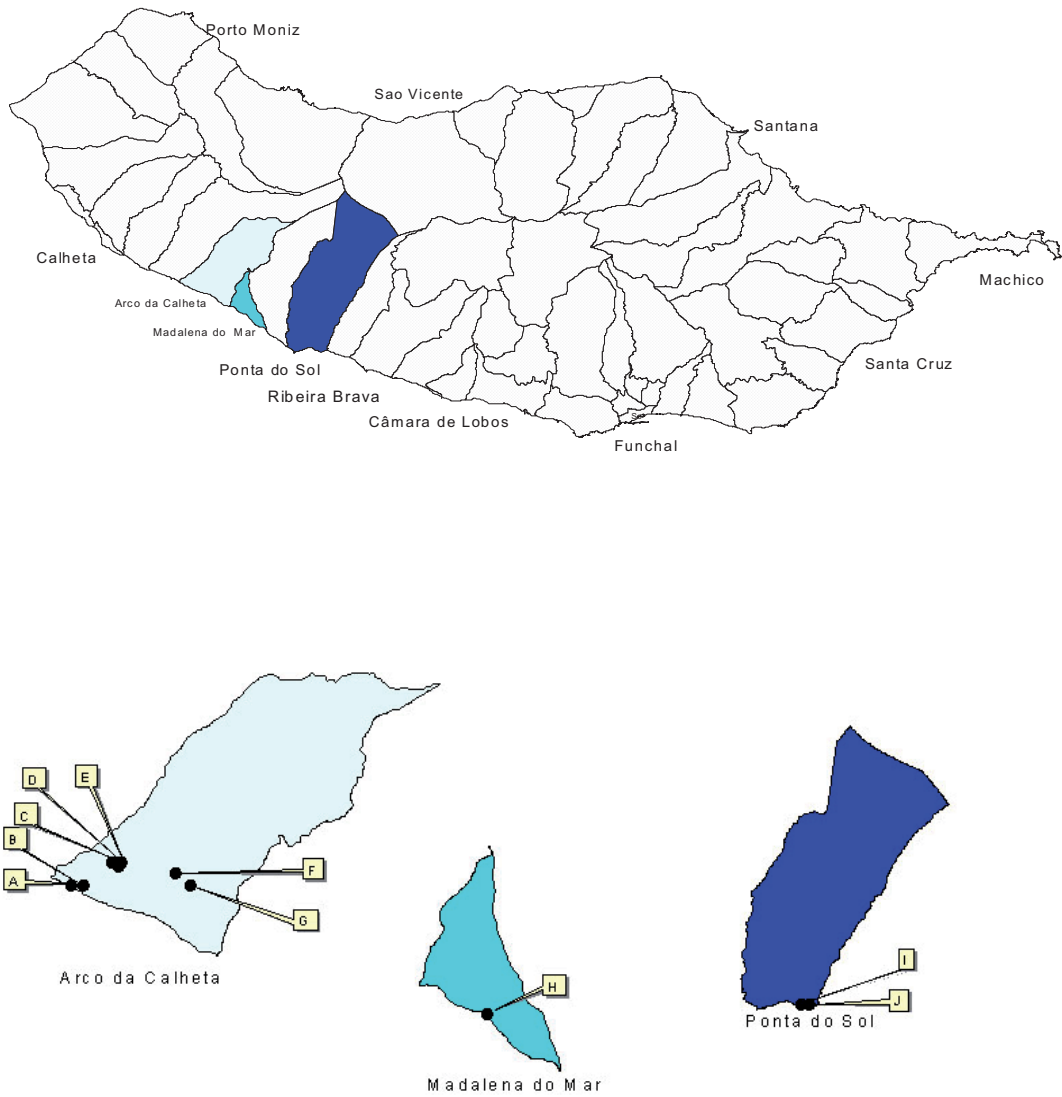 Porto Moniz
Sao Vicente
Santana
Calheta
Machico
Arco da Calheta
Madalena do Mar
Santa Cruz
Ponta do Sol
Ribeira Brava
Câmara de Lobos
Funchal
D
E
C
B
A
F
G
Arco da Calheta
H
I
J
Ponta do Sol
Madalena do Mar